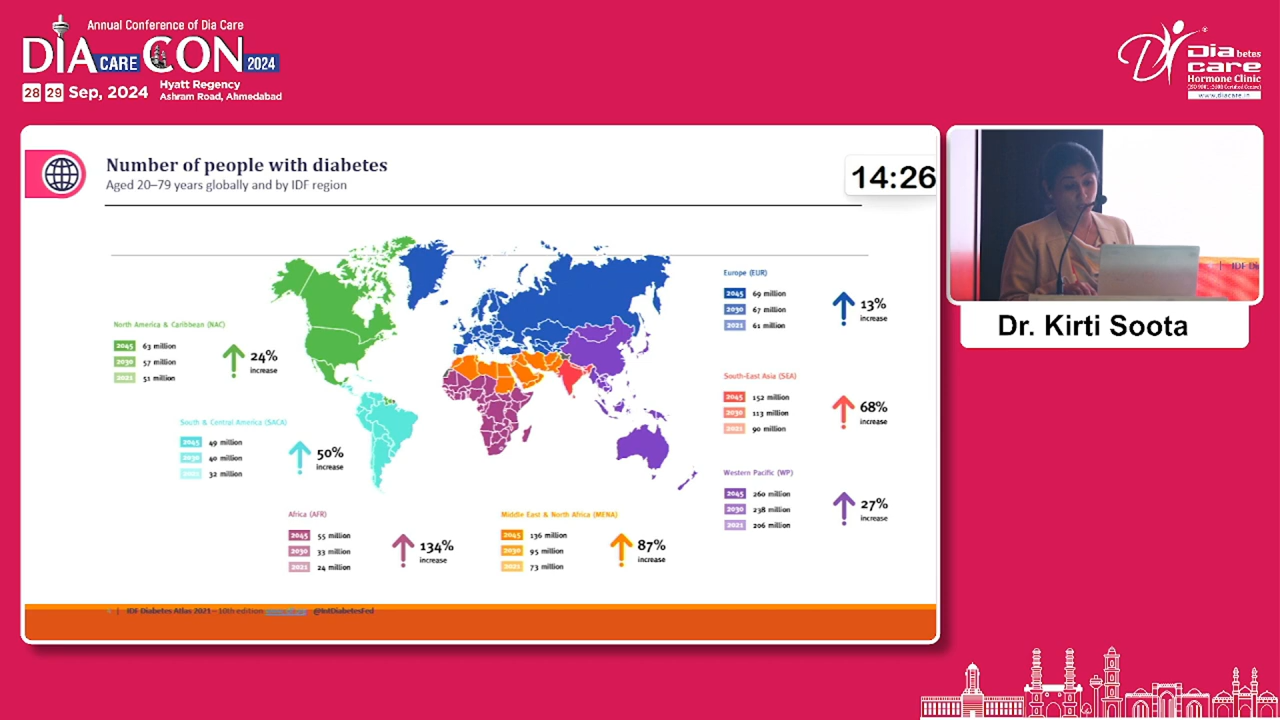 Annual Conference of Dia Care
DIA CARE CON 2024
28 29 Sep, 2024
Hyatt Regency
Ashram Road, Ahmedabad
Dia betes
care
Hormone Clinic
www.diacare.in
Number of people with diabetes
Aged 20–79 years globally and by IDF region
14:26
Dr. Kirti Soota
Europe (EUR)
2045 69 million
2030 67 million
2021 61 million
13%
increase
North America & Caribbean (NAC)
2045 63 million
2030 57 million
2021 51 million
24%
increase
South-East Asia (SEA)
2045 152 million
2030 113 million
2021 90 million
68%
increase
South & Central America (SACA)
2045 49 million
2030 40 million
2021 32 million
50%
increase
Western Pacific (WP)
2045 260 million
2030 238 million
2021 206 million
27%
increase
Africa (AFR)
2045 55 million
2030 33 million
2021 24 million
134%
increase
Middle East & North Africa (MENA)
2045 136 million
2030 95 million
2021 73 million
87%
increase
| IDF Diabetes Atlas 2021 – 10th edition @IntDiabetesFed
| IDF Di